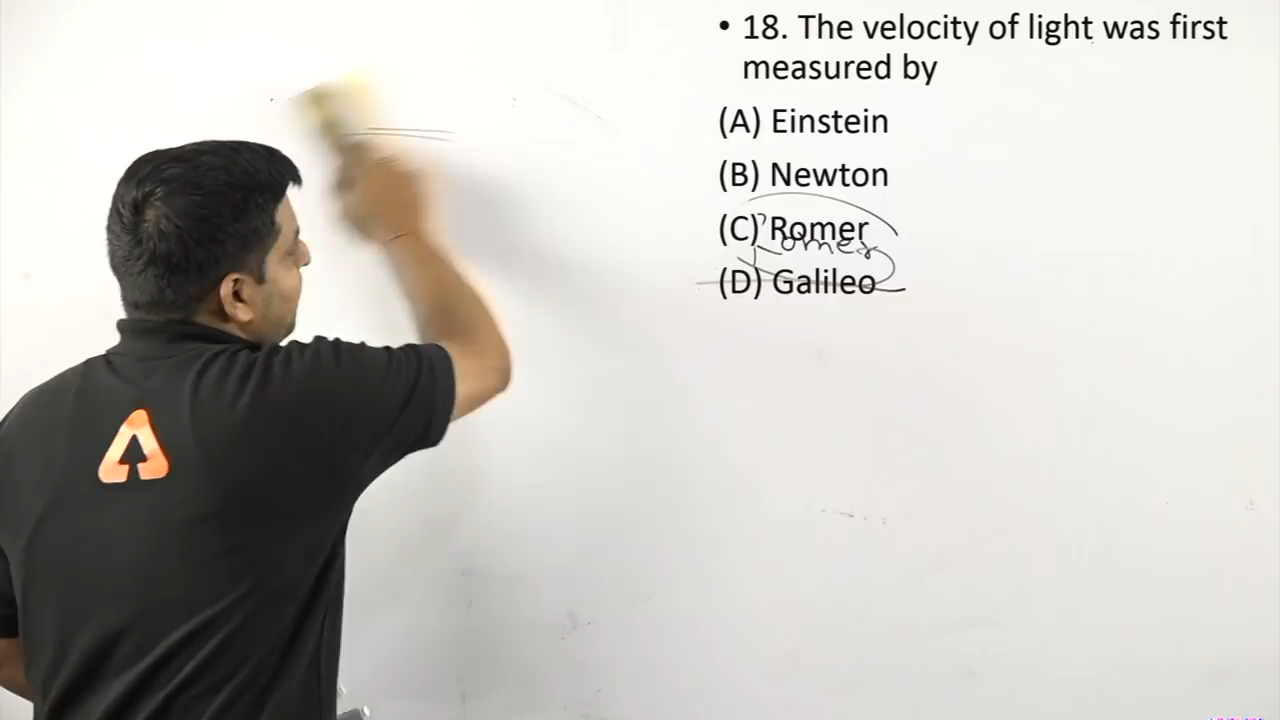 • 18. The velocity of light was first
measured by
(A) Einstein
(B) Newton
(C) Romer
Romer
(D) Galileo